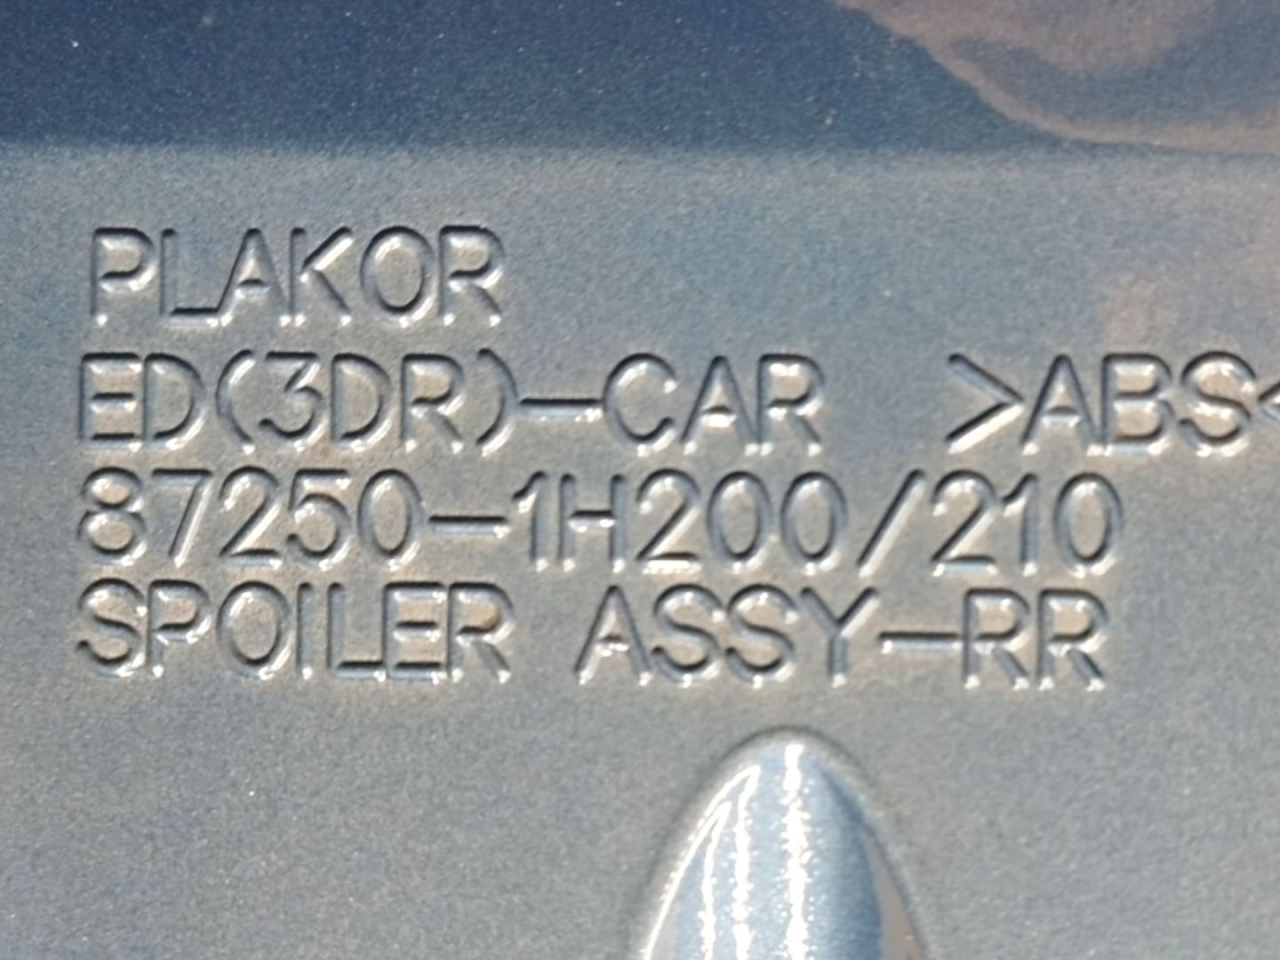 PLAKOR
ED(3DR)-CAR >ABS<
87250-1H200/210
SPOILER ASSY-RR